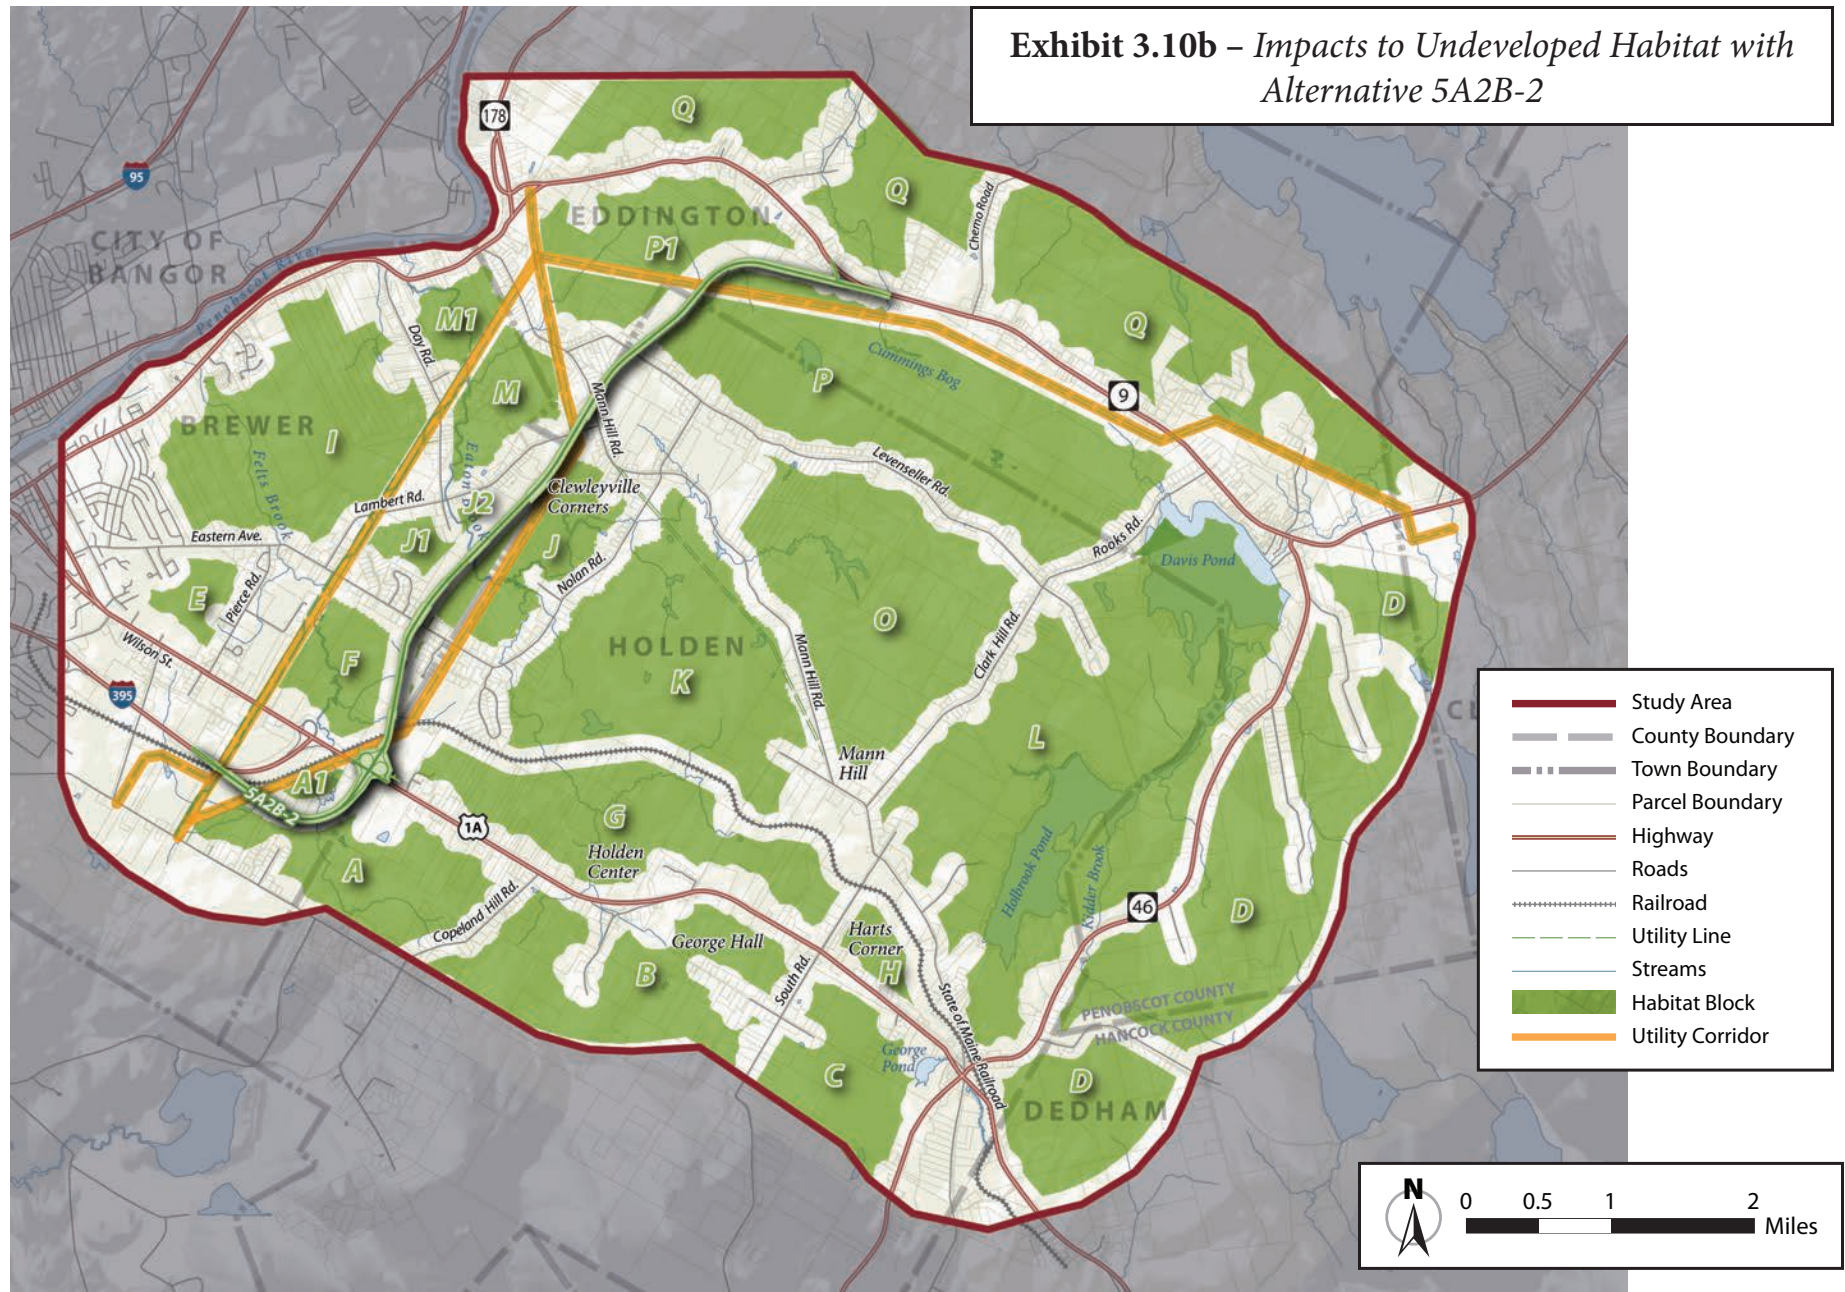 Exhibit 3.10b – Impacts to Undeveloped Habitat with
Alternative 5A2B-2
178
Q
95
Q
Chemo Road
EDDINGTON
CITY OF
BANGOR
P1
Penobscot River
M1
Day Rd.
Q
Cummings Bog
P
M
9
Mann Hill Rd.
BREWER
I
Felts Brook
Eaton Brook
Levenseller Rd.
Clewleyville
Corners
Lambert Rd.
J2
J1
Eastern Ave.
J
Nolan Rd.
Rooks Rd.
Davis Pond
E
Pierce Rd.
D
O
Clark Hill Rd.
HOLDEN
Wilson St.
F
K
Mann Hill Rd.
395
L
Mann
Hill
A1
5A2B-2
1A
G
Holden
Center
A
Holbrook Pond
Kidder Brook
46
D
Copeland Hill Rd.
George Hall
Harts
Corner
H
B
South Rd.
State of Maine Railroad
PENOBSCOT COUNTY
HANCOCK COUNTY
George
Pond
C
D
DEDHAM
CL
Study Area
County Boundary
Town Boundary
Parcel Boundary
Highway
Roads
Railroad
Utility Line
Streams
Habitat Block
Utility Corridor
N
0 0.5 1 2
Miles